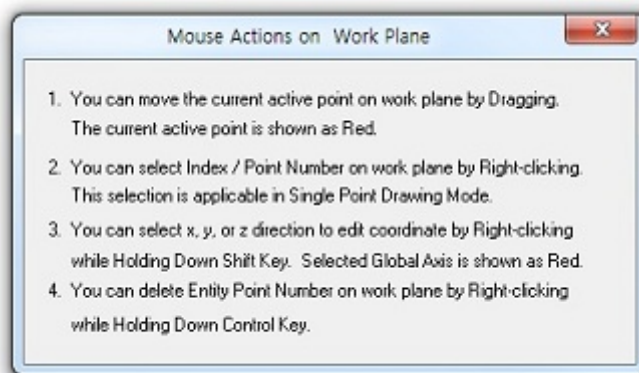 Mouse Actions on Work Plane
1. You can move the current active point on work plane by Dragging.
The current active point is shown as Red.
2. You can select Index / Point Number on work plane by Right-clicking.
This selection is applicable in Single Point Drawing Mode.
3. You can select x, y, or z direction to edit coordinate by Right-clicking
while Holding Down Shift Key. Selected Global Axis is shown as Red.
4. You can delete Entity Point Number on work plane by Right-clicking
while Holding Down Control Key.